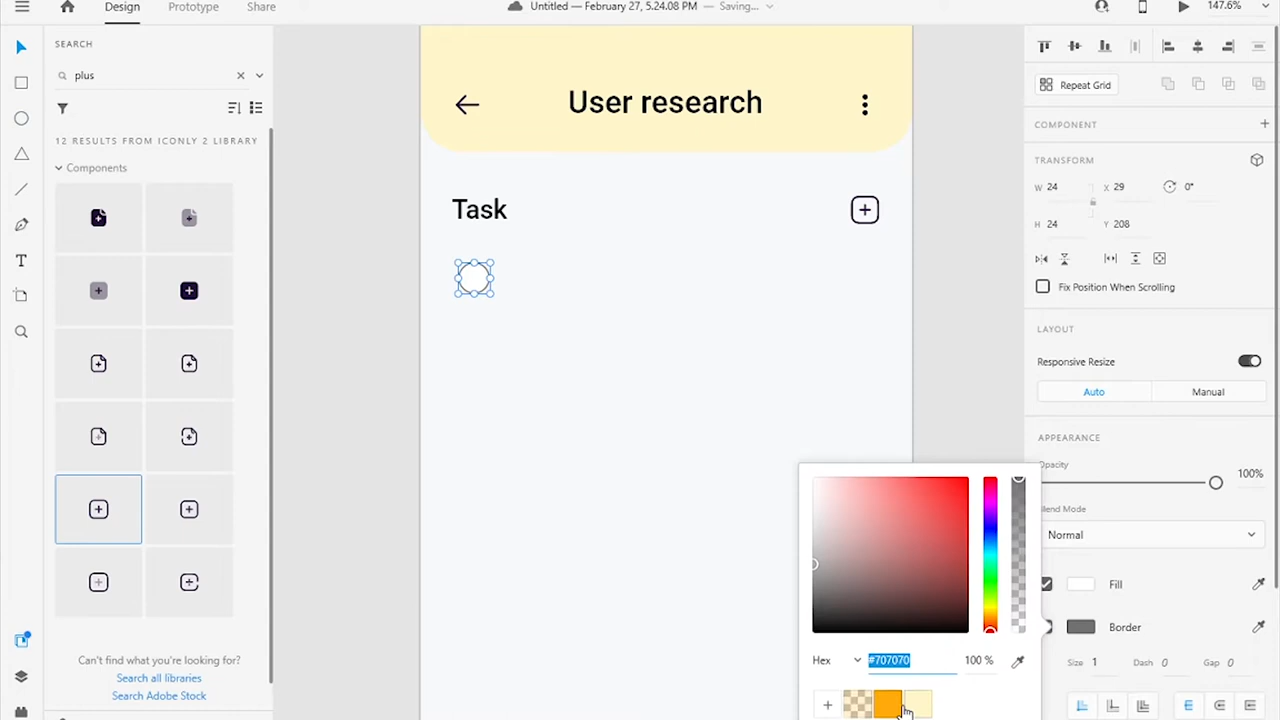 Design Prototype Share Untitled — February 27, 5.24.08 PM — Saving... 147.6%
SEARCH
plus
12 RESULTS FROM ICONLY 2 LIBRARY
Components
Can't find what you're looking for?
Search all libraries
Search Adobe Stock
User research
Task
Repeat Grid
COMPONENT
TRANSFORM
W 24 X 29 0°
H 24 Y 208
Fix Position When Scrolling
LAYOUT
Responsive Resize
Auto Manual
APPEARANCE
Opacity
100%
Blend Mode
Normal
Fill
Border
Size 1 Dash 0 Gap 0
Hex #707070 100 %